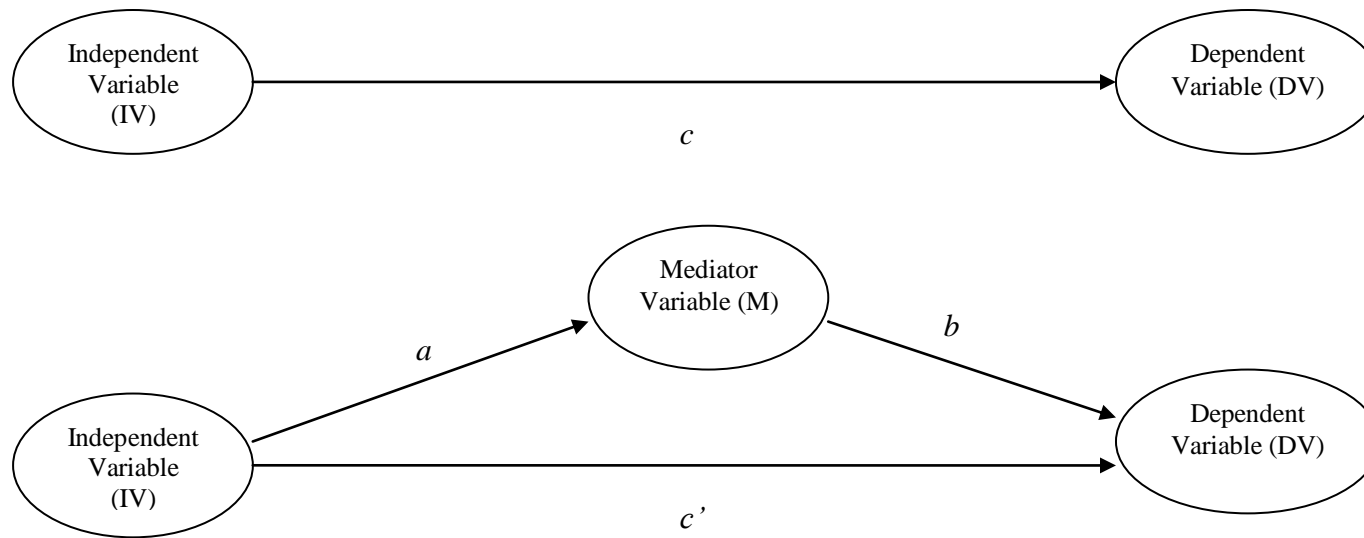 Independent
Variable
(IV)
Dependent
Variable (DV)
c
Mediator
Variable (M)
a
b
Independent
Variable
(IV)
Dependent
Variable (DV)
c’